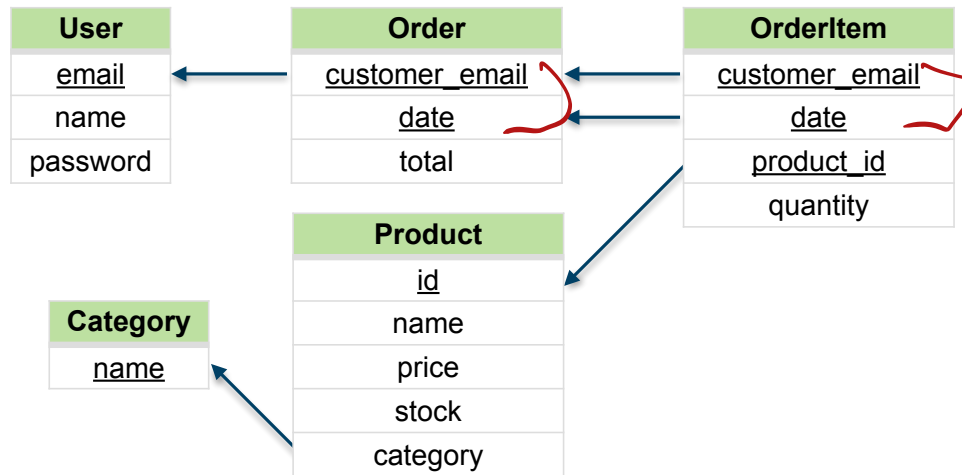 User
email
name
password
Order
customer_email
date
total
OrderItem
customer_email
date
product_id
quantity
Product
id
name
price
stock
category
Category
name